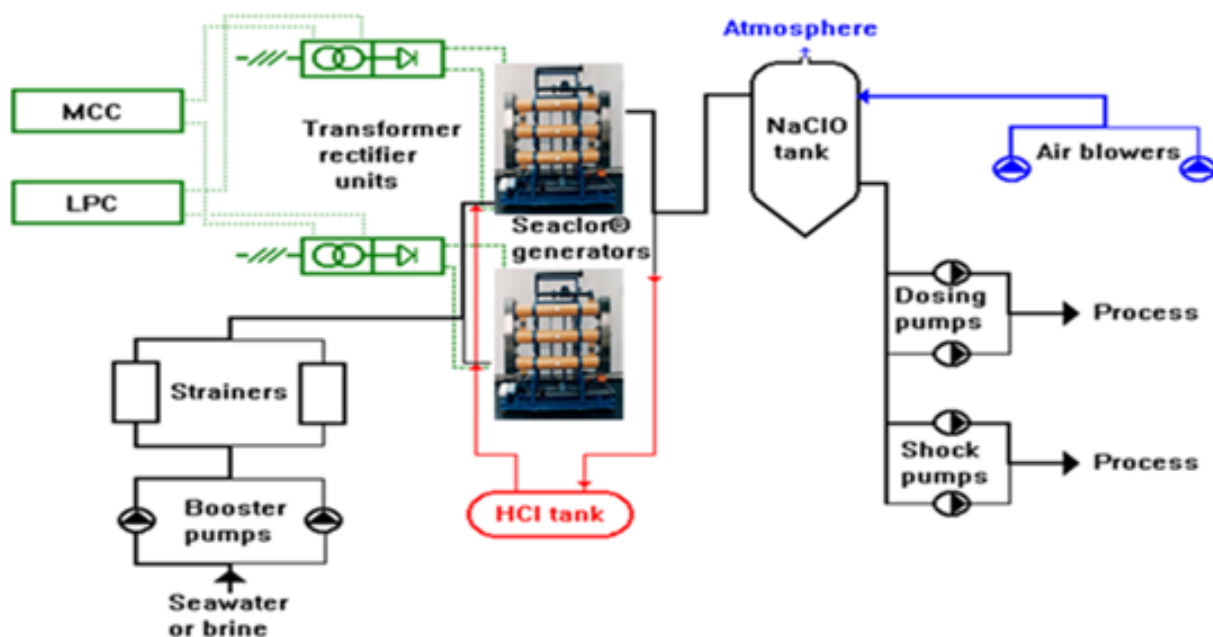 Atmosphere
MCC
Transformer
rectifier
units
NaClO
tank
Air blowers
LPC
Seaclor®
generators
Dosing
pumps
Process
Strainers
Shock
pumps
Process
Booster
pumps
HCl tank
Seawater
or brine